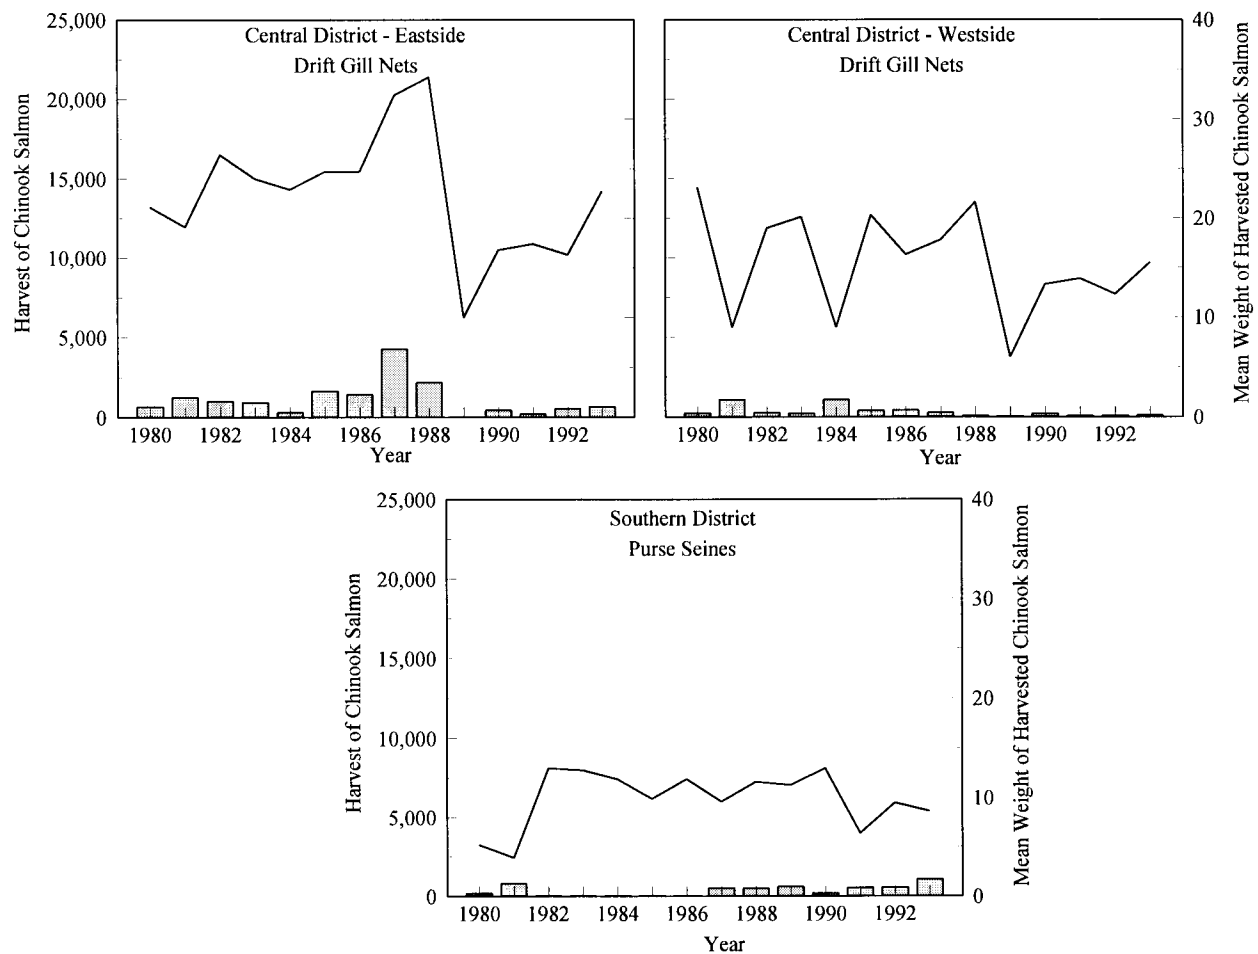 Central District - Eastside
Drift Gill Nets
Harvest of Chinook Salmon
25,000
20,000
15,000
10,000
5,000
0
1980 1982 1984 1986 1988 1990 1992
Year
Central District - Westside
Drift Gill Nets
40
30
20
10
0
Mean Weight of Harvested Chinook Salmon
1980 1982 1984 1986 1988 1990 1992
Year
Southern District
Purse Seines
Harvest of Chinook Salmon
25,000
20,000
15,000
10,000
5,000
0
40
30
20
10
0
Mean Weight of Harvested Chinook Salmon
1980 1982 1984 1986 1988 1990 1992
Year